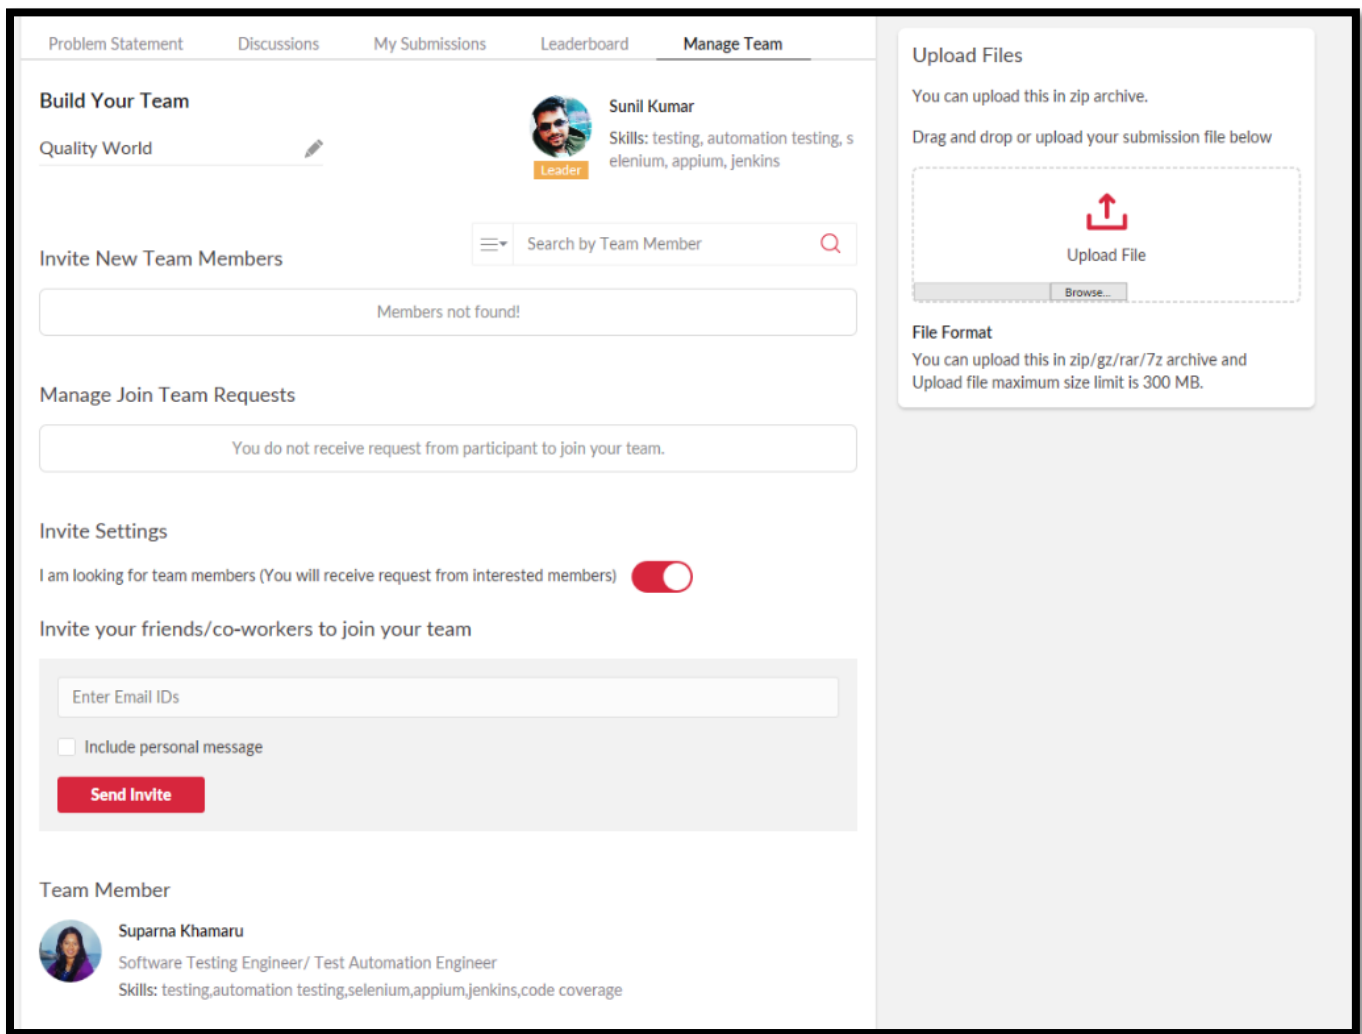 Problem Statement
Discussions
My Submissions
Leaderboard
Manage Team
Build Your Team
Quality World
Sunil Kumar
Skills: testing, automation testing, s
elenium, appium, jenkins
Leader
Invite New Team Members
Search by Team Member
Members not found!
Manage Join Team Requests
You do not receive request from participant to join your team.
Invite Settings
I am looking for team members (You will receive request from interested members)
Invite your friends/co-workers to join your team
Enter Email IDs
Include personal message
Send Invite
Team Member
Suparna Khamaru
Software Testing Engineer/ Test Automation Engineer
Skills: testing,automation testing,selenium,appium,jenkins,code coverage
Upload Files
You can upload this in zip archive.
Drag and drop or upload your submission file below
Upload File
Browse...
File Format
You can upload this in zip/gz/rar/7z archive and
Upload file maximum size limit is 300 MB.